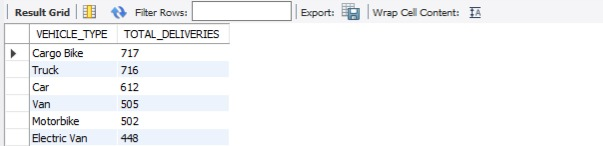 Result Grid Filter Rows: Export: Wrap Cell Content: IA
VEHICLE_TYPE TOTAL_DELIVERIES
Cargo Bike 717
Truck 716
Car 612
Van 505
Motorbike 502
Electric Van 448